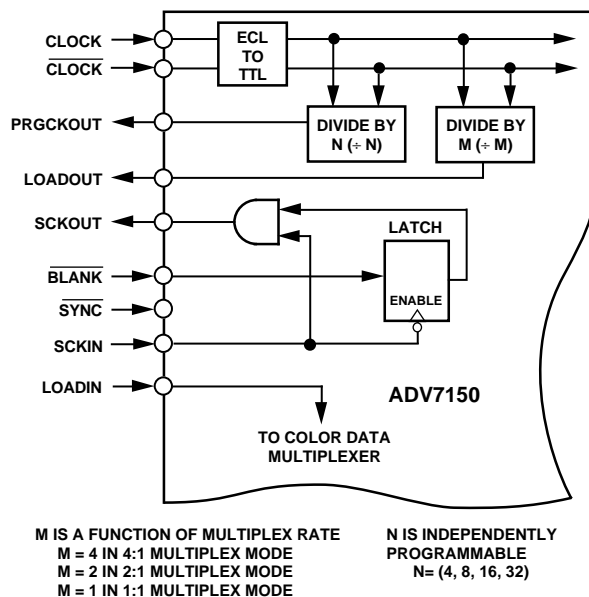 CLOCK
CLOCK
ECL
TO
TTL
PRGCKOUT
DIVIDE BY
N (÷ N)
DIVIDE BY
M (÷ M)
LOADOUT
SCKOUT
LATCH
BLANK
ENABLE
SYNC
SCKIN
LOADIN
ADV7150
TO COLOR DATA
MULTIPLEXER
M IS A FUNCTION OF MULTIPLEX RATE
M = 4 IN 4:1 MULTIPLEX MODE
M = 2 IN 2:1 MULTIPLEX MODE
M = 1 IN 1:1 MULTIPLEX MODE
N IS INDEPENDENTLY
PROGRAMMABLE
N= (4, 8, 16, 32)